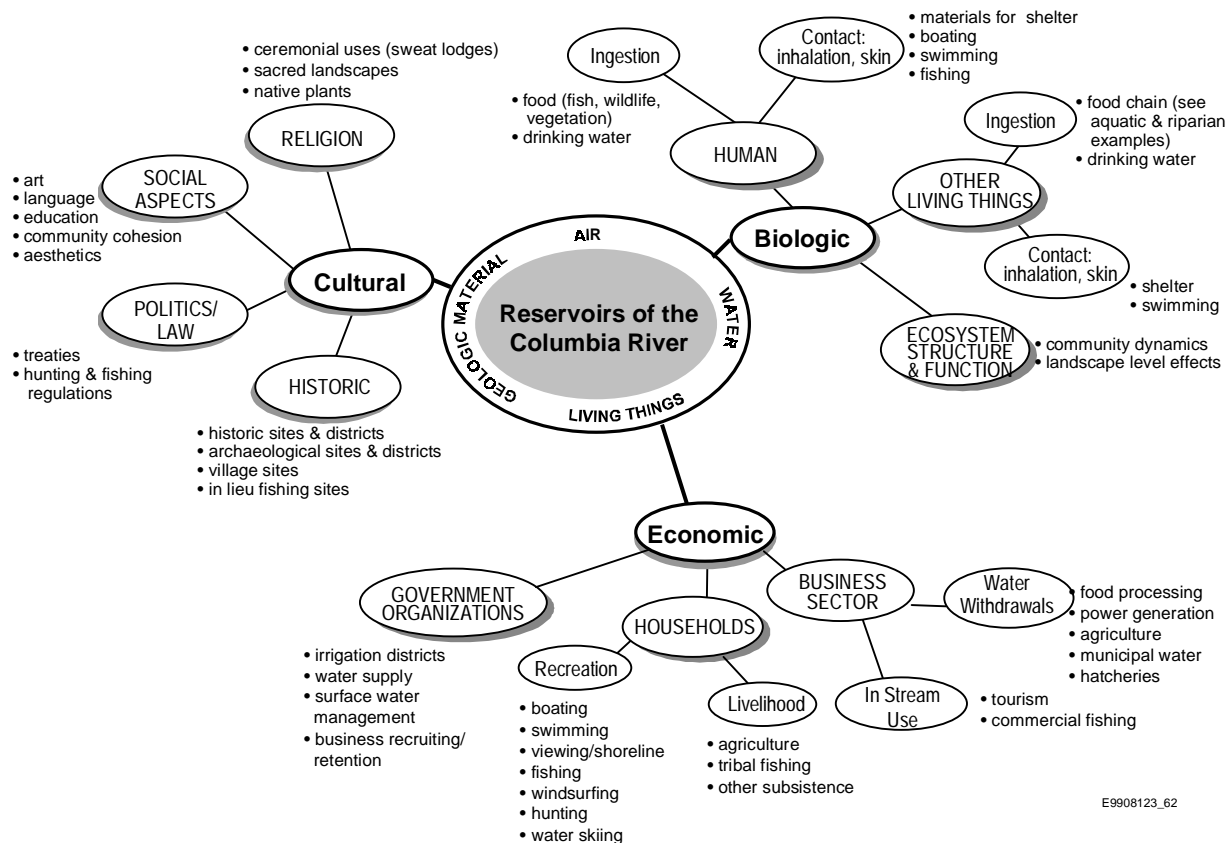 • ceremonial uses (sweat lodges)
• sacred landscapes
• native plants
RELIGION
SOCIAL
ASPECTS
• art
• language
• education
• community cohesion
• aesthetics
Cultural
POLITICS/
LAW
• treaties
• hunting & fishing
regulations
HISTORIC
• historic sites & districts
• archaeological sites & districts
• village sites
• in lieu fishing sites
AIR
WATER
LIVING THINGS
GEOLOGIC MATERIAL
Reservoirs of the
Columbia River
Ingestion
• food (fish, wildlife,
vegetation)
• drinking water
Contact:
inhalation, skin
• materials for shelter
• boating
• swimming
• fishing
HUMAN
Biologic
Ingestion
• food chain (see
aquatic & riparian
examples)
• drinking water
OTHER
LIVING THINGS
Contact:
inhalation, skin
• shelter
• swimming
ECOSYSTEM
STRUCTURE
& FUNCTION
• community dynamics
• landscape level effects
Economic
GOVERNMENT
ORGANIZATIONS
• irrigation districts
• water supply
• surface water
management
• business recruiting/
retention
HOUSEHOLDS
Recreation
• boating
• swimming
• viewing/shoreline
• fishing
• windsurfing
• hunting
• water skiing
Livelihood
• agriculture
• tribal fishing
• other subsistence
BUSINESS
SECTOR
Water
Withdrawals
• food processing
• power generation
• agriculture
• municipal water
• hatcheries
In Stream
Use
• tourism
• commercial fishing
E9908123_62